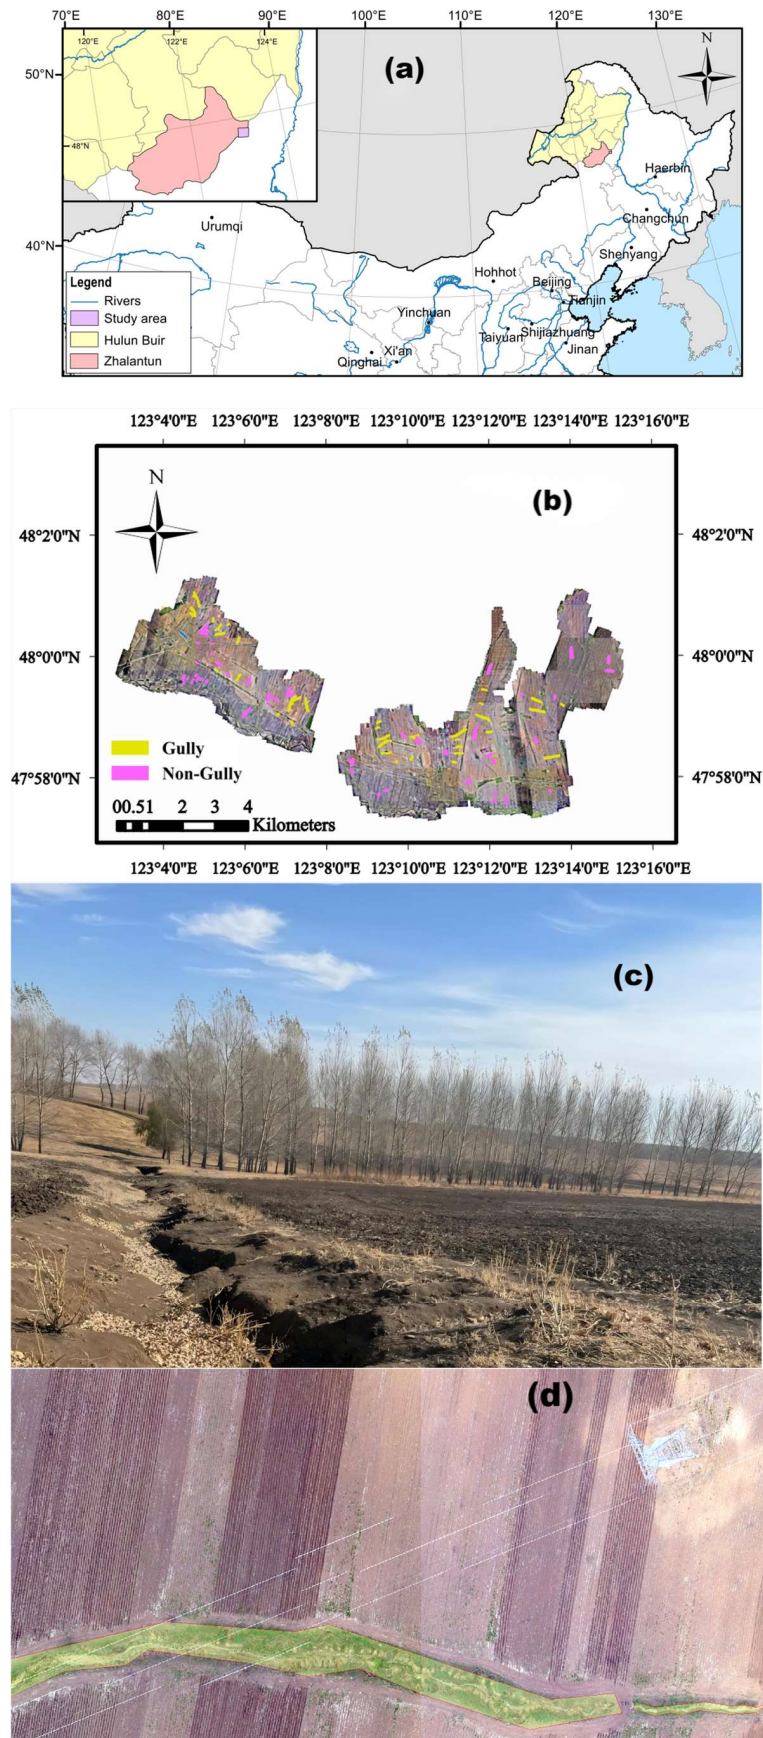 70°E 80°E 90°E 100°E 110°E 120°E 130°E
120°E 122°E 124°E
N
(a)
50°N
48°N
Haerbin
Changchun
Urumqi
40°N
Shenyang
Hohhot
Beijing
Tianjin
Legend
Rivers
Study area
Hulun Buir
Zhalantun
Yinchuan
Taiyuan
Shijiazhuang
Jinan
Xi'an
Qinghai
123°4'0"E 123°6'0"E 123°8'0"E 123°10'0"E 123°12'0"E 123°14'0"E 123°16'0"E
N
(b)
48°2'0"N 48°2'0"N
48°0'0"N 48°0'0"N
Gully
Non-Gully
47°58'0"N 47°58'0"N
00.51 2 3 4
Kilometers
123°4'0"E 123°6'0"E 123°8'0"E 123°10'0"E 123°12'0"E 123°14'0"E 123°16'0"E
(c)
(d)